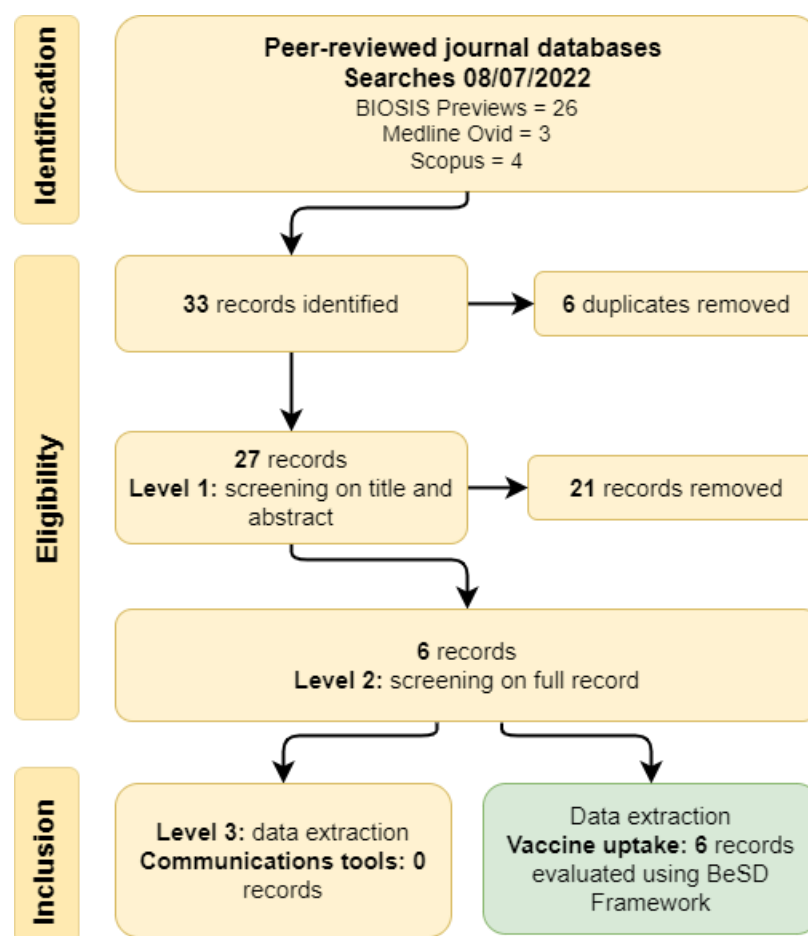 Identification
Peer-reviewed journal databases
Searches 08/07/2022
BIOSIS Previews = 26
Medline Ovid = 3
Scopus = 4
Eligibility
33 records identified
6 duplicates removed
27 records
Level 1: screening on title and
abstract
21 records removed
6 records
Level 2: screening on full record
Inclusion
Level 3: data extraction
Communications tools: 0
records
Data extraction
Vaccine uptake: 6 records
evaluated using BeSD
Framework